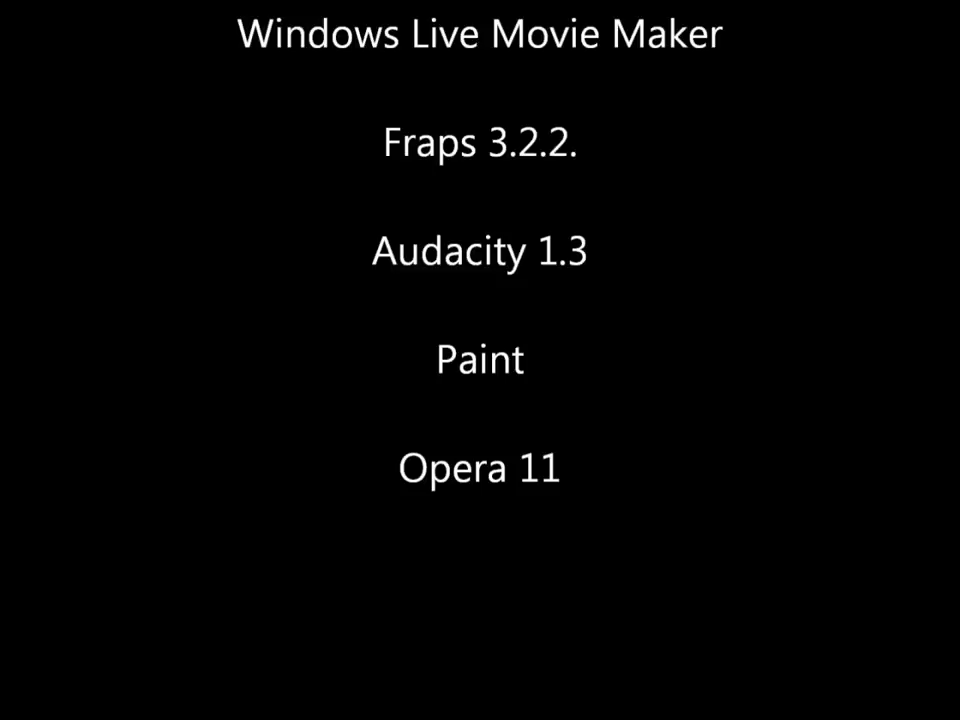 Windows Live Movie Maker
Fraps 3.2.2.
Audacity 1.3
Paint
Opera 11